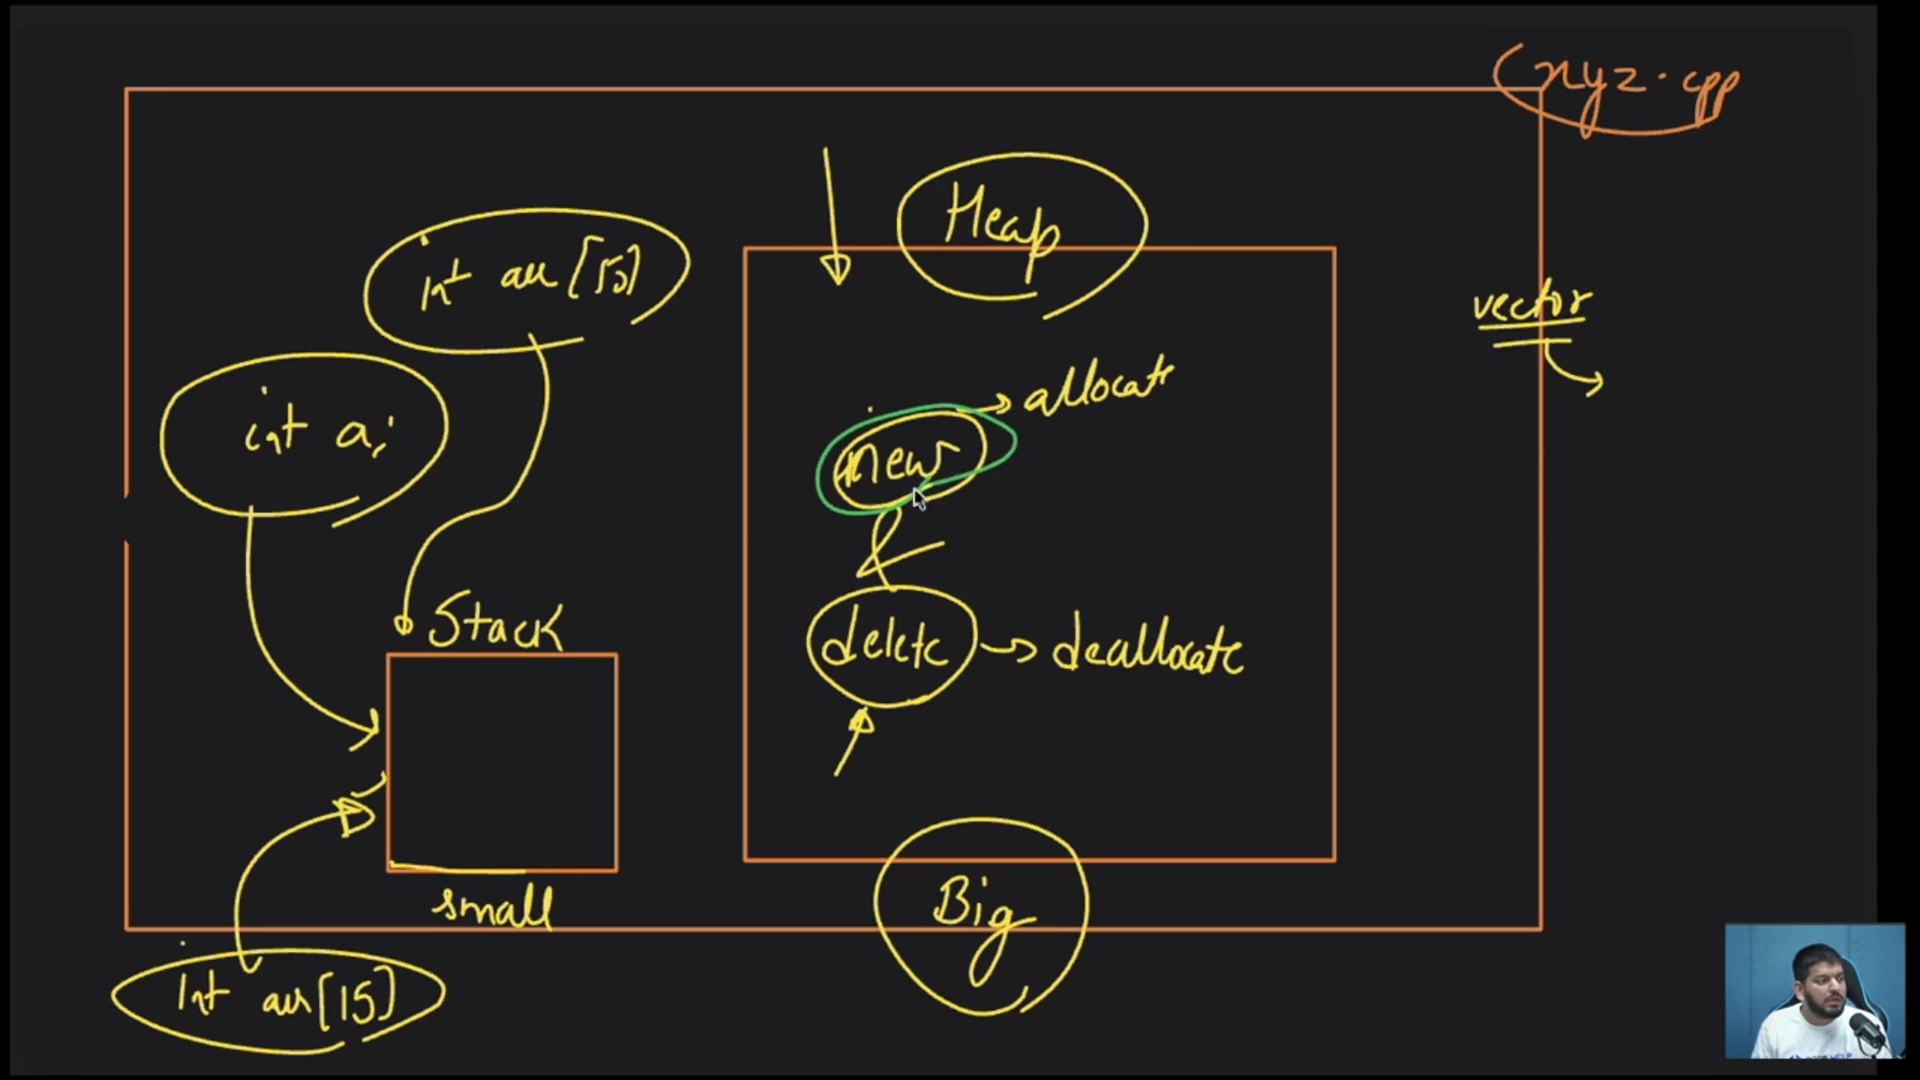 xyz.cpp
Heap
int arr[15]
vector
allocate
int a;
new
&
Stack
delete
deallocate
small
Big
int arr[15]